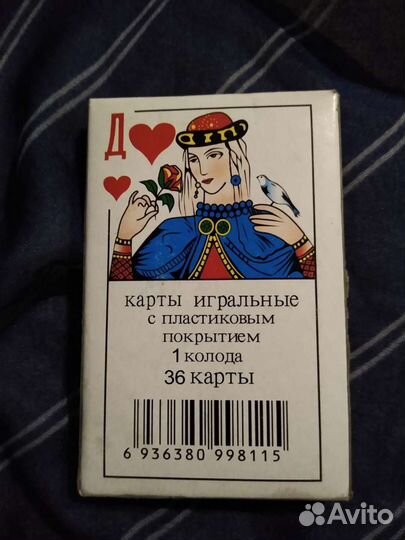 Д
карты игральные
с пластиковым
покрытием
1 колода
36 карты
6 936380 998115
Avito